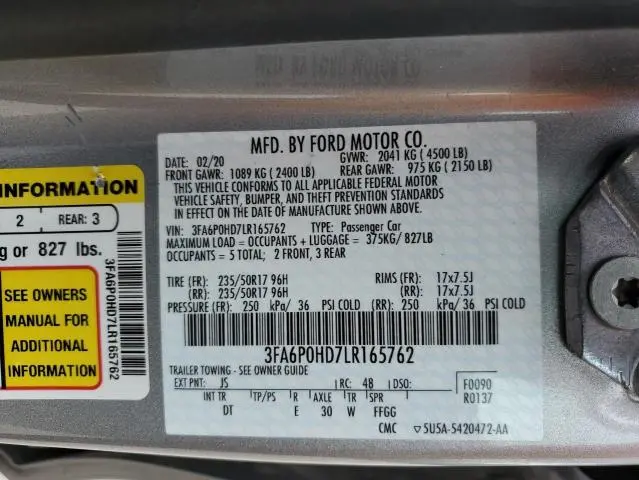 INFORMATION
2 REAR: 3
g or 827 lbs.
SEE OWNERS
MANUAL FOR
ADDITIONAL
INFORMATION
3FA6P0HD7LR165762
MFD. BY FORD MOTOR CO.
DATE: 02/20 GVWR: 2041 KG ( 4500 LB)
FRONT GAWR: 1089 KG ( 2400 LB) REAR GAWR: 975 KG ( 2150 LB)
THIS VEHICLE CONFORMS TO ALL APPLICABLE FEDERAL MOTOR
VEHICLE SAFETY, BUMPER, AND THEFT PREVENTION STANDARDS
IN EFFECT ON THE DATE OF MANUFACTURE SHOWN ABOVE.
VIN: 3FA6P0HD7LR165762 TYPE: Passenger Car
MAXIMUM LOAD = OCCUPANTS + LUGGAGE = 375KG/ 827LB
OCCUPANTS = 5 TOTAL; 2 FRONT, 3 REAR
TIRE (FR): 235/50R17 96H RIMS (FR): 17x7.5J
(RR): 235/50R17 96H (RR): 17x7.5J
PRESSURE (FR): 250 kPa/ 36 PSI COLD (RR): 250 kPa/ 36 PSI COLD
3FA6P0HD7LR165762
TRAILER TOWING - SEE OWNER GUIDE
EXT PNT: JS RC: 48 DSO: F0090
INT TR TP/PS R AXLE TR SPR R0137
DT E 30 W FFGG
CMC ▽5U5A-5420472-AA